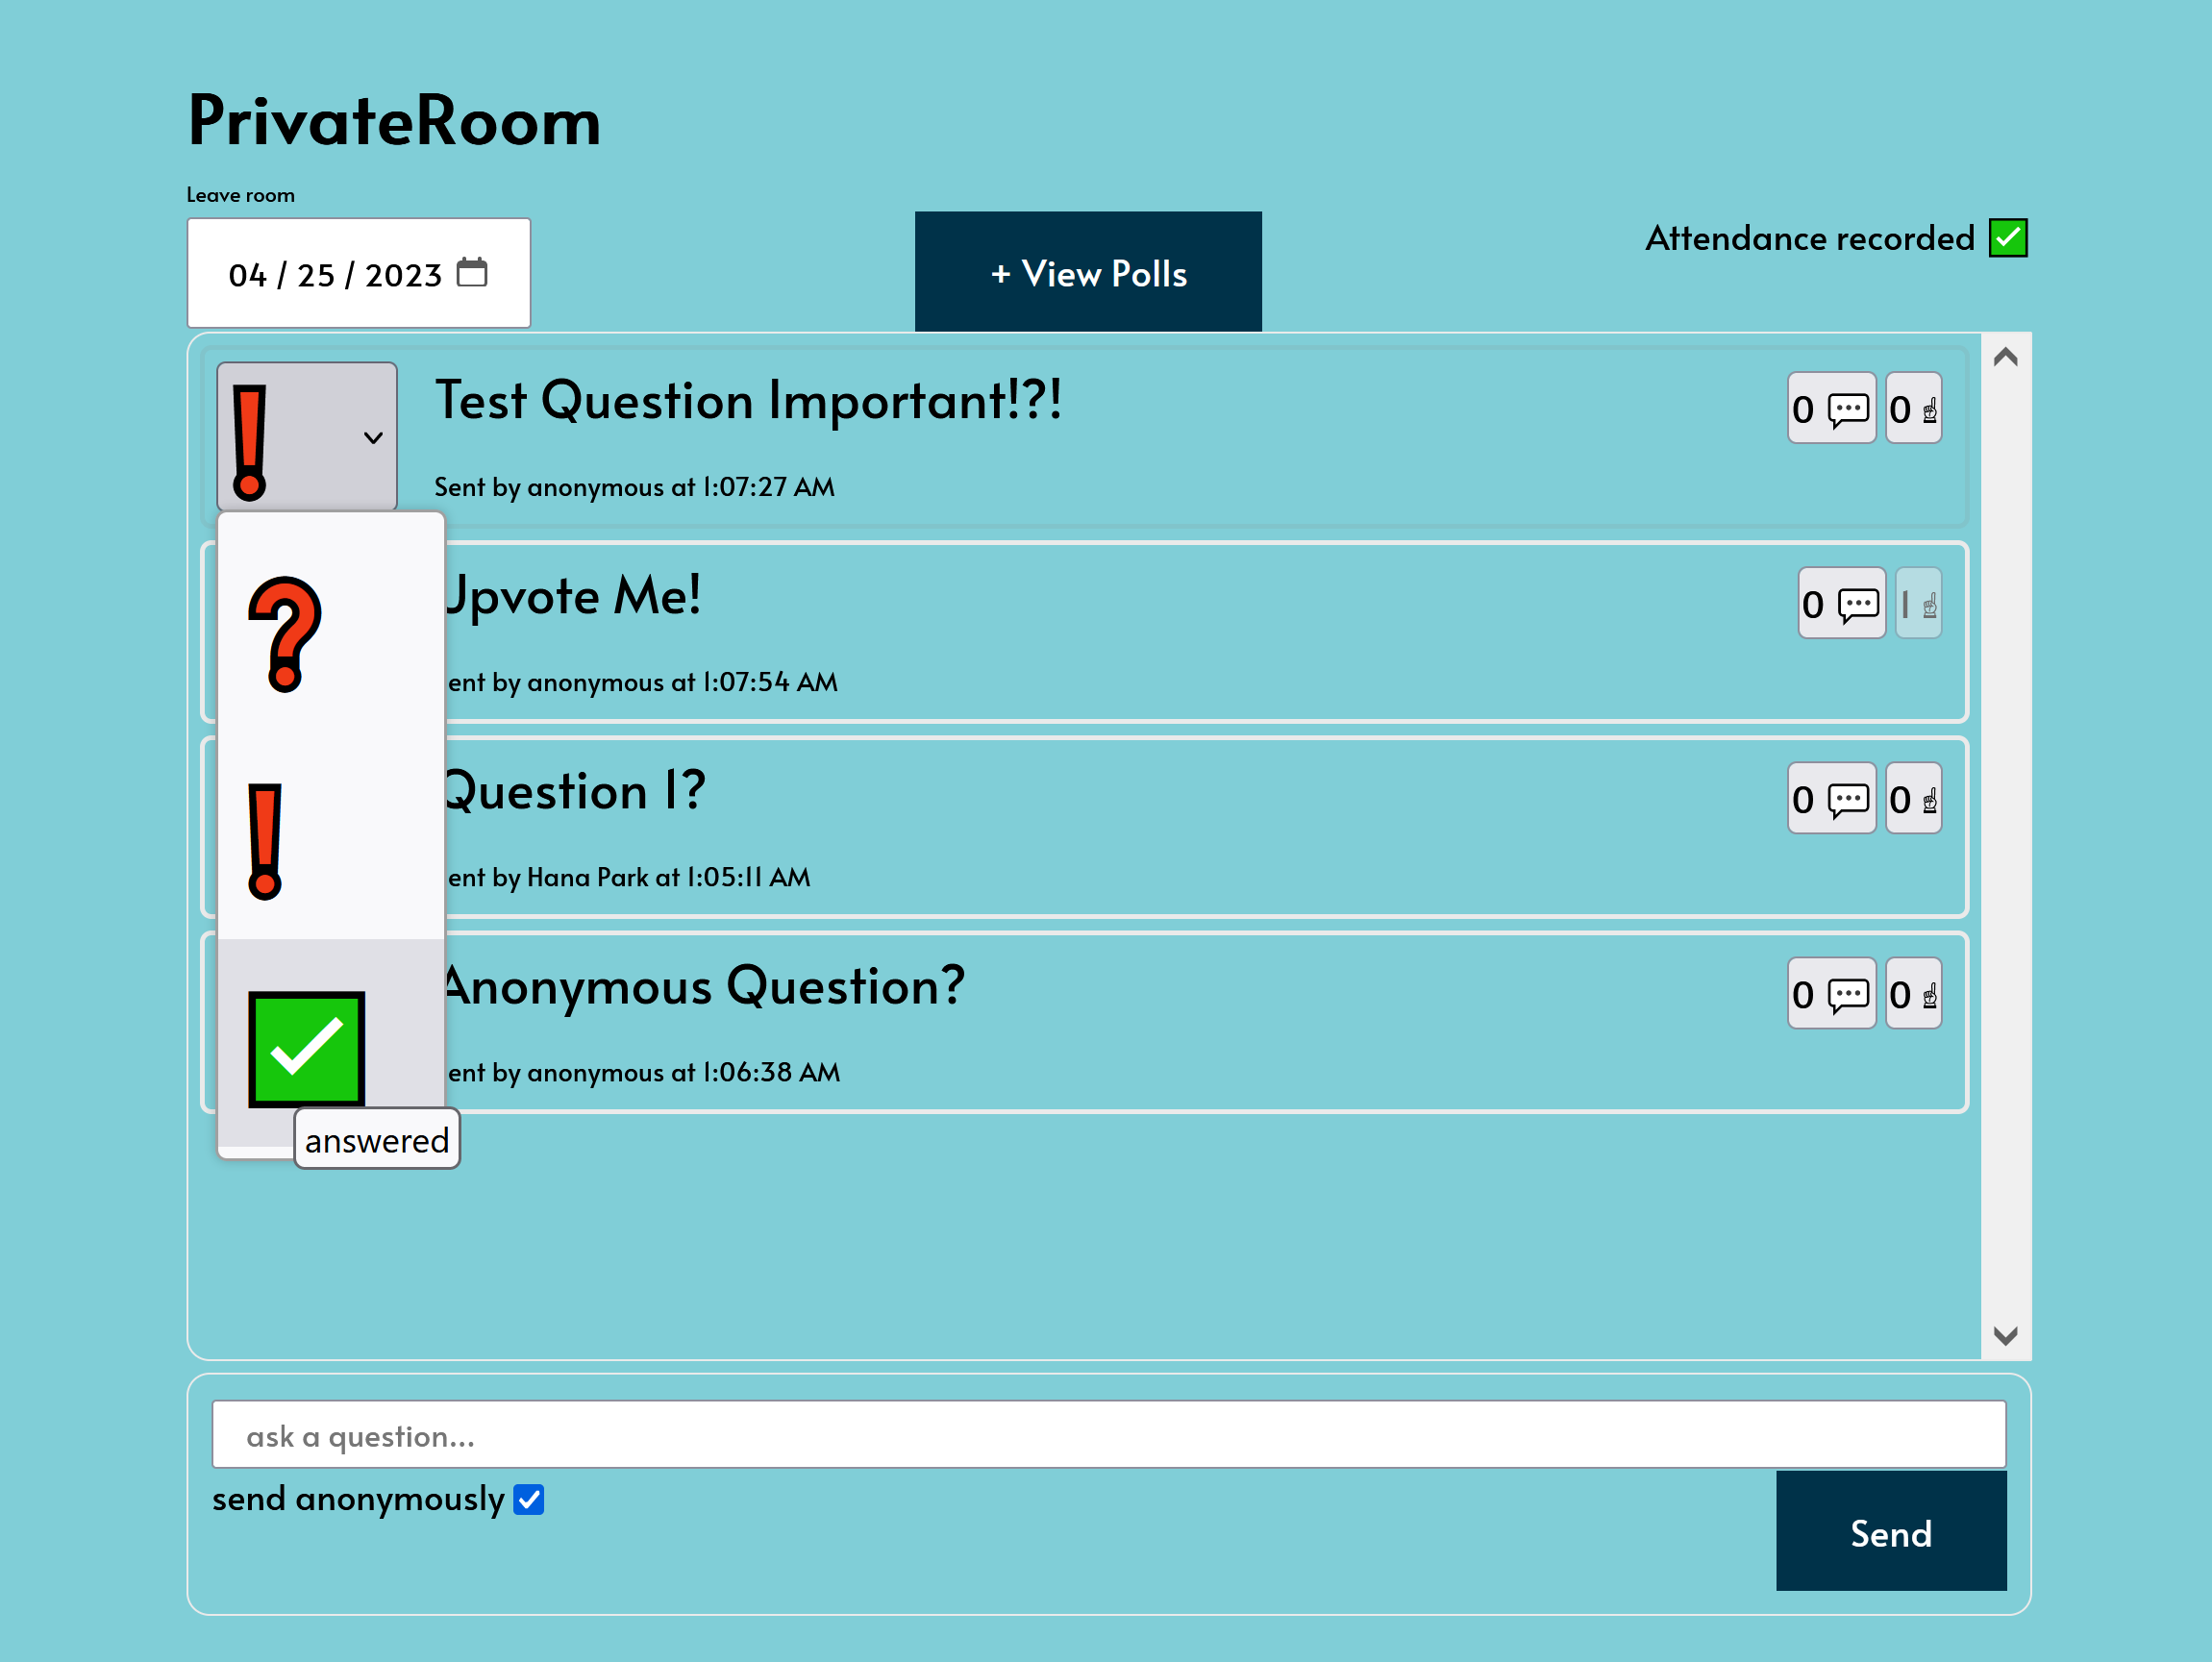 PrivateRoom
Leave room
04 / 25 / 2023
+ View Polls
Attendance recorded ✅
❗
Test Question Important!?!
0 💬 0 ☝
Sent by anonymous at 1:07:27 AM
❓
Upvote Me!
0 💬 1 ☝
ent by anonymous at 1:07:54 AM
❗
Question 1?
0 💬 0 ☝
ent by Hana Park at 1:05:11 AM
✅
Anonymous Question?
0 💬 0 ☝
ent by anonymous at 1:06:38 AM
answered
ask a question...
send anonymously
Send